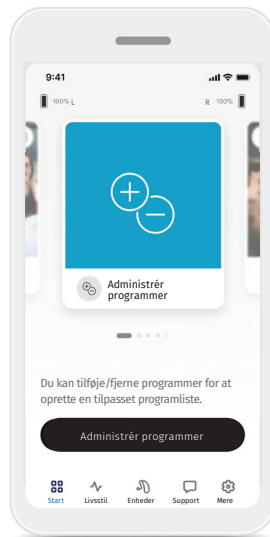 9:41
100% L
R 100%
Administrér
programmer
Du kan tilføje/fjerne programmer for at
oprette en tilpasset programliste.
Administrér programmer
Start Livsstil Enheder Support Mere